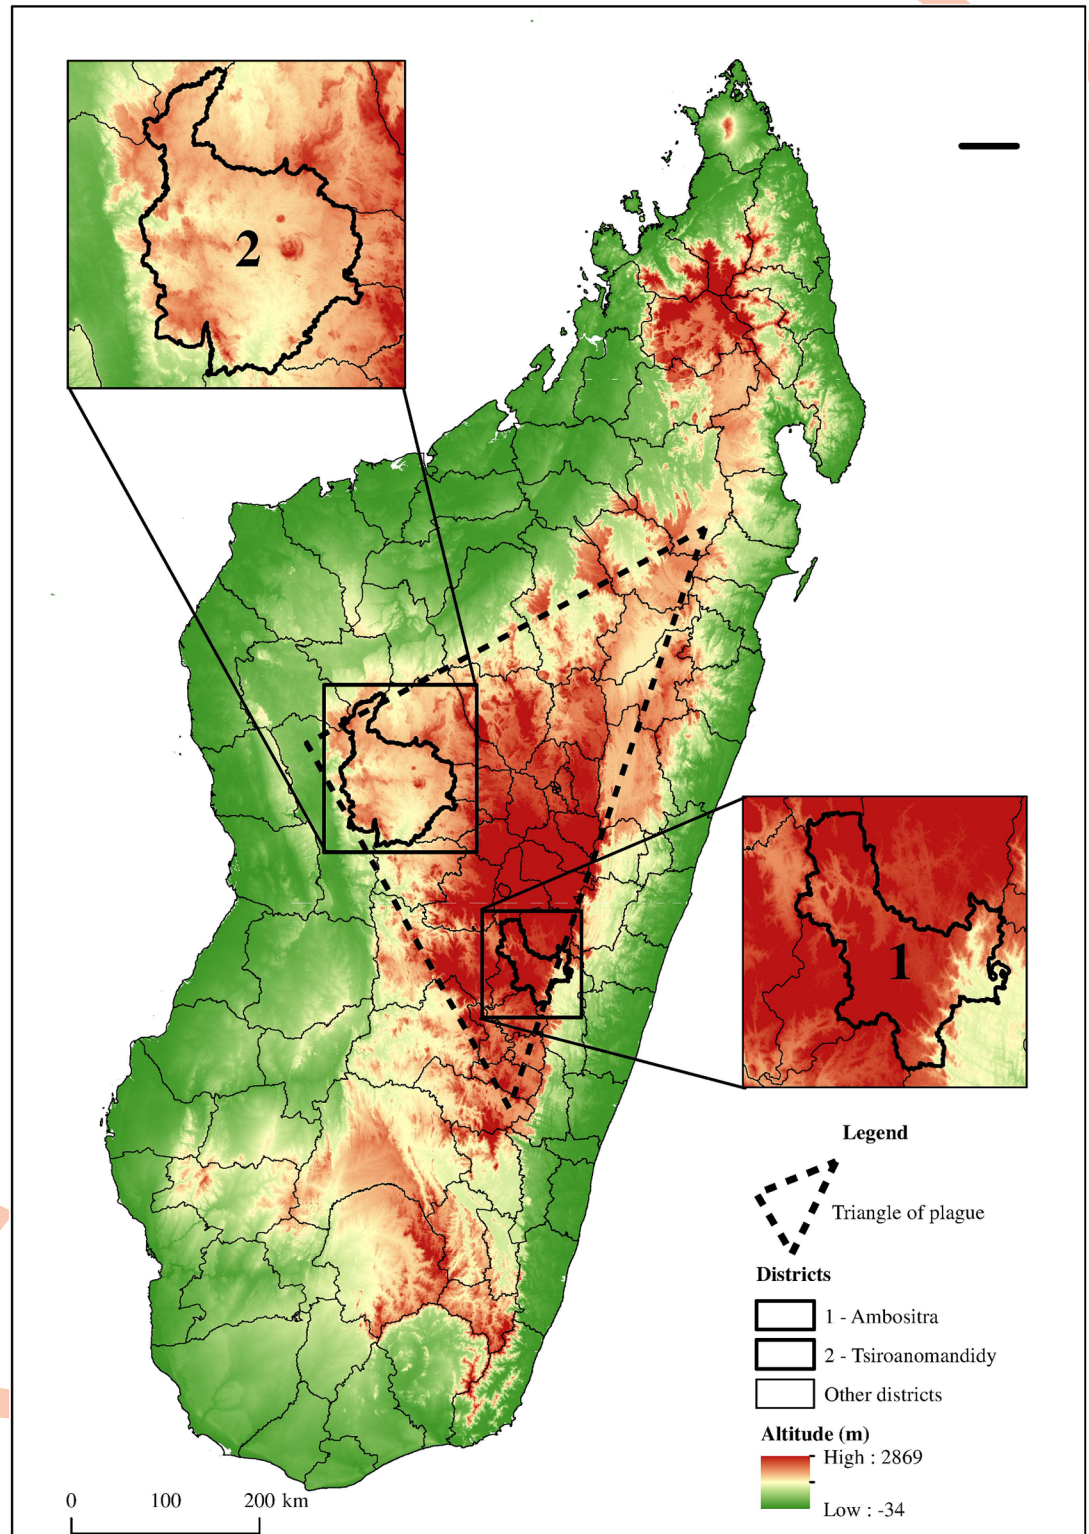 2
1
Legend
Triangle of plague
Districts
1 - Ambositra
2 - Tsiroanomandidy
Other districts
Altitude (m)
High : 2869
Low : -34
0 100 200 km